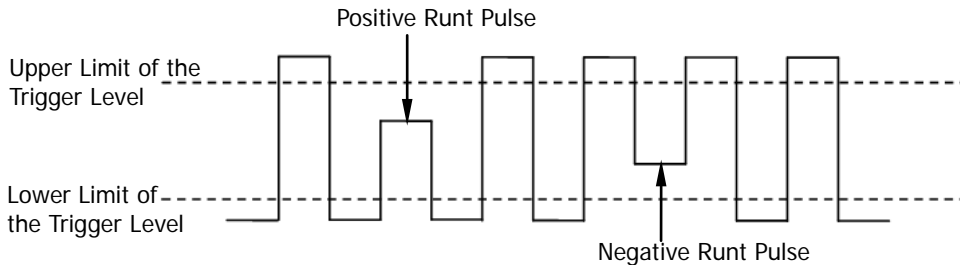 Positive Runt Pulse
Upper Limit of the
Trigger Level
Lower Limit of
the Trigger Level
Negative Runt Pulse